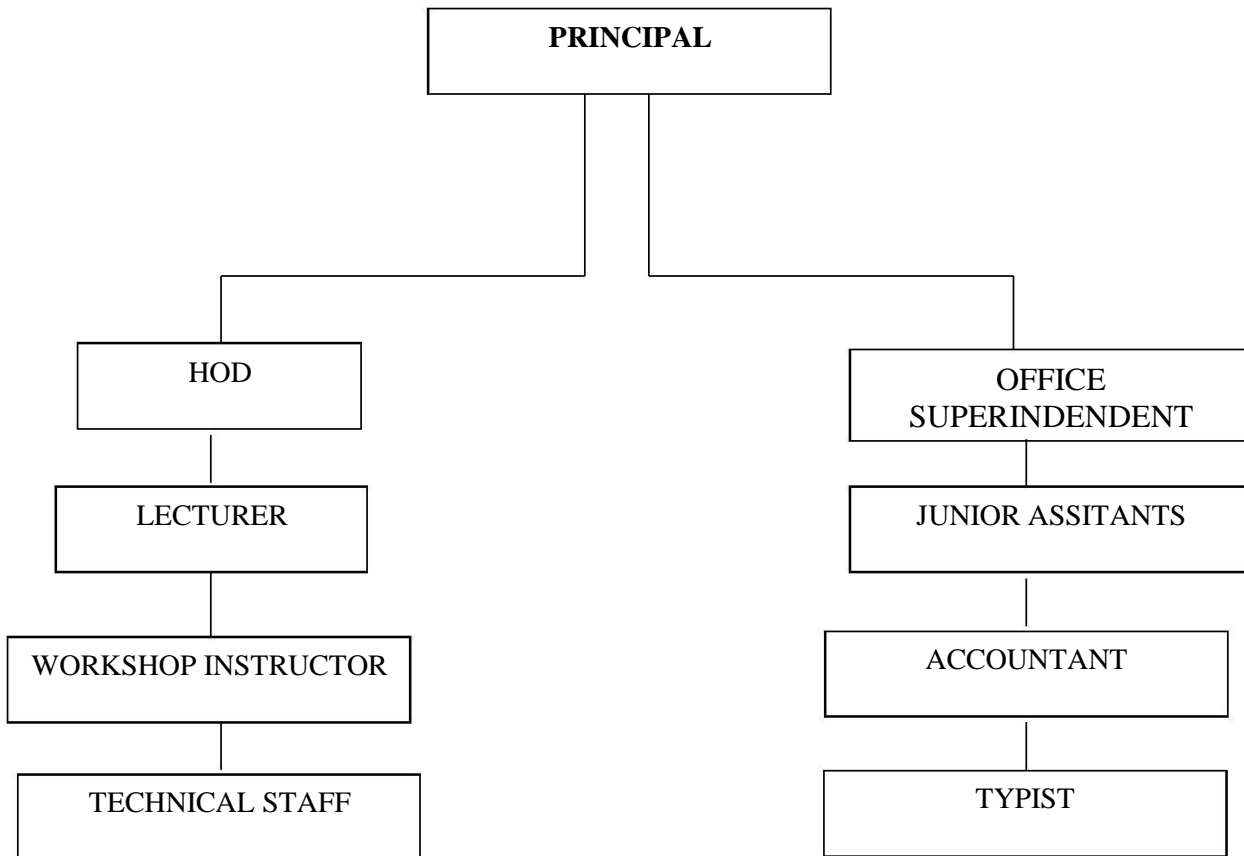 PRINCIPAL
HOD
OFFICE
SUPERINDENDENT
LECTURER
JUNIOR ASSITANTS
WORKSHOP INSTRUCTOR
ACCOUNTANT
TECHNICAL STAFF
TYPIST